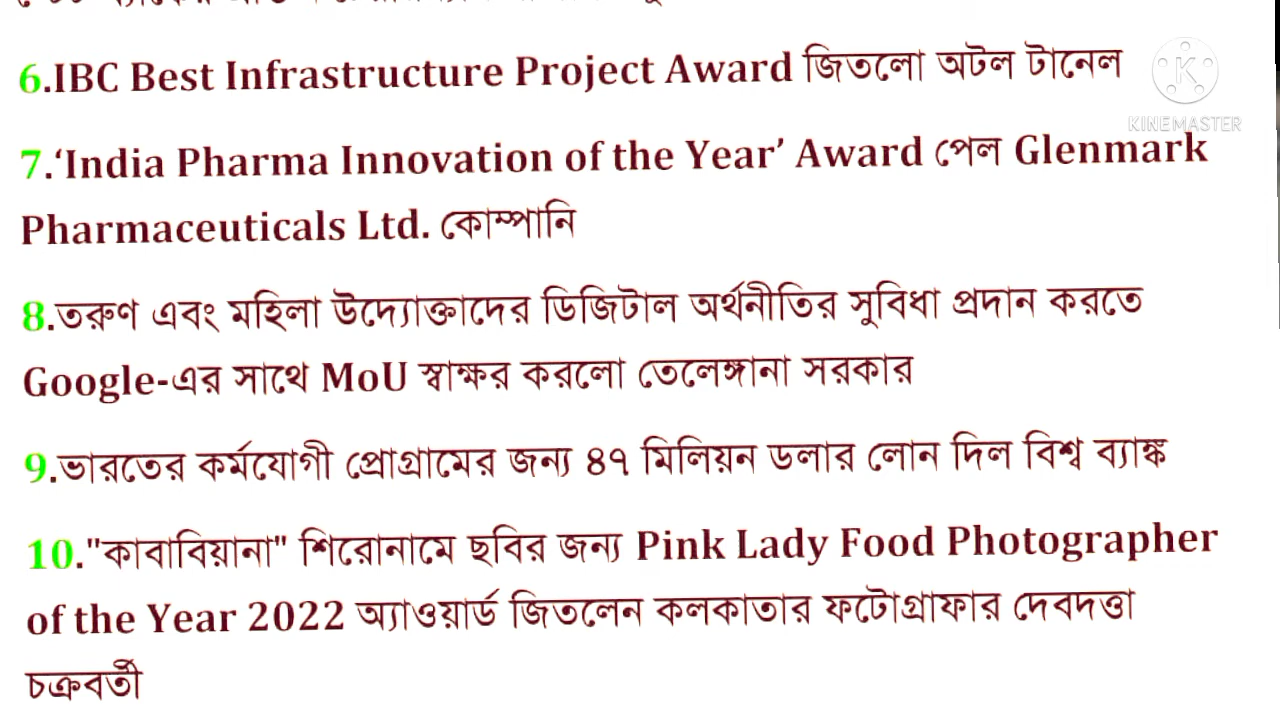 6.IBC Best Infrastructure Project Award জিতলো অটল টানেল
KINEMASTER
7.‘India Pharma Innovation of the Year’ Award পেল Glenmark
Pharmaceuticals Ltd. কোম্পানি
8.তরুণ এবং মহিলা উদ্যোক্তাদের ডিজিটাল অর্থনীতির সুবিধা প্রদান করতে
Google-এর সাথে MoU স্বাক্ষর করলো তেলেঙ্গানা সরকার
9.ভারতের কর্মযোগী প্রোগ্রামের জন্য ৪৭ মিলিয়ন ডলার লোন দিল বিশ্ব ব্যাঙ্ক
10."কাবাবিয়ানা" শিরোনামে ছবির জন্য Pink Lady Food Photographer
of the Year 2022 অ্যাওয়ার্ড জিতলেন কলকাতার ফটোগ্রাফার দেবদত্তা
চক্রবর্তী